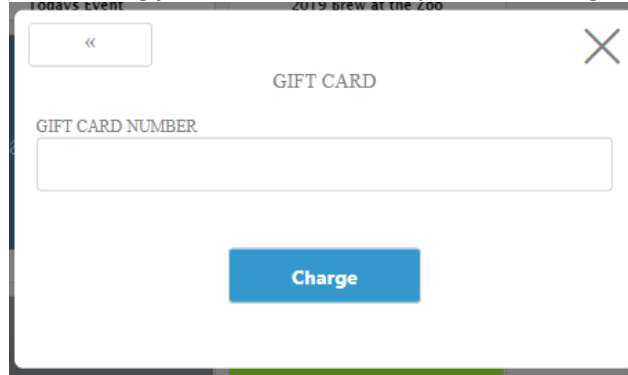 Todays Event
2019 Brew at the Zoo
«
GIFT CARD
GIFT CARD NUMBER
Charge